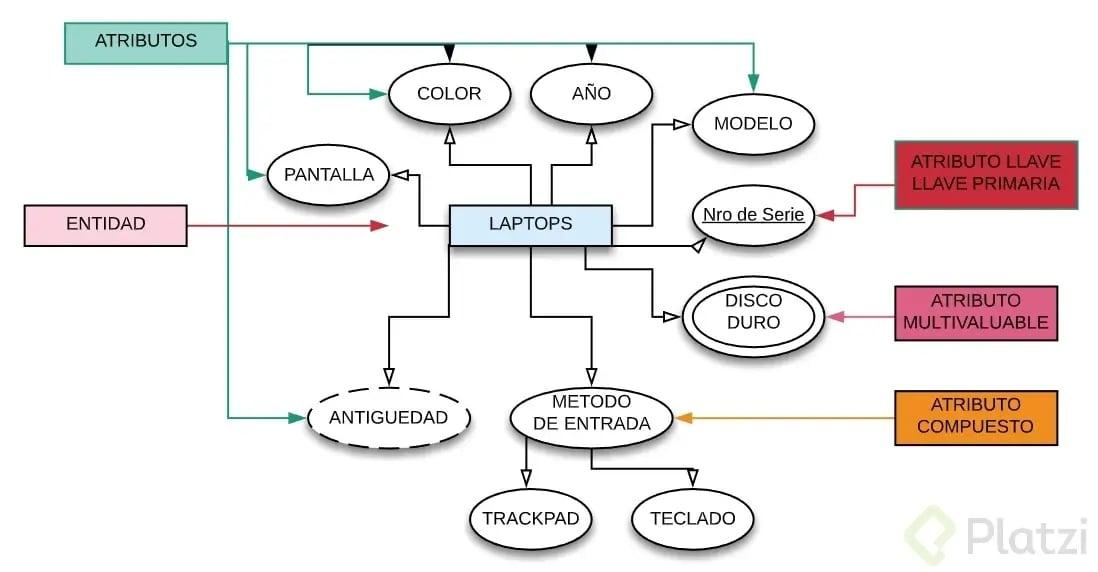 ATRIBUTOS
COLOR
AÑO
MODELO
PANTALLA
ATRIBUTO LLAVE
LLAVE PRIMARIA
ENTIDAD
LAPTOPS
Nro de Serie
DISCO
DURO
ATRIBUTO
MULTIVALUABLE
ANTIGUEDAD
METODO
DE ENTRADA
ATRIBUTO
COMPUESTO
TRACKPAD
TECLADO
Platzi